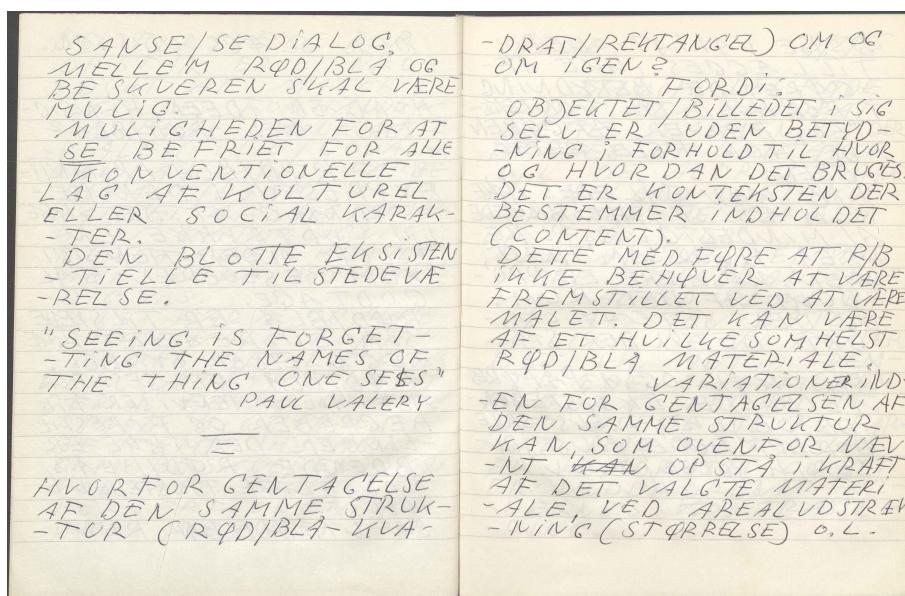 SANSE/SE DIALOG,
MELLEM RØD/BLÅ OG
BESKUEREN SKAL VÆRE
MULIG.
MULIGHEDEN FOR AT
SE BEFRIET FOR ALLE
KONVENTIONELLE
LAG AF KULTUREL
ELLER SOCIAL KARAK-
-TER.
DEN BLOTTE EKSISTEN
-TIELLE TILSTEDEVÆ
-RELSE.
"SEEING IS FORGET-
-TING THE NAMES OF
THE THING ONE SEES"
PAUL VALERY
HVORFOR GENTAGELSE
AF DEN SAMME STRUK-
-TUR (RØD/BLÅ-KVA-
-DRAT/REKTANGEL) OM OG
OM IGEN?
FORDI:
OBJEKTET/BILLEDET I SIG
SELV ER UDEN BETYD-
-NING I FORHOLD TIL HVOR
OG HVORDAN DET BRUGES.
DET ER KONTEKSTEN DER
BESTEMMER INDHOLDET
(CONTENT).
DETTE MEDFØRE AT R/B
IKKE BEHØVER AT VÆRE
FREMSTILLET VED AT VÆRE
MALET. DET KAN VÆRE
AF ET HVILKE SOM HELST
RØD/BLÅ MATERIALE.
VARIATIONER IND-
-EN FOR GENTAGELSEN AF
DEN SAMME STRUKTUR
KAN, SOM OVENFOR NÆV
-NT KAN OPSTÅ I KRAFT
AF DET VALGTE MATERI
-ALE, VED AREALUDSTRÆK
-NING (STØRRELSE) O.L.